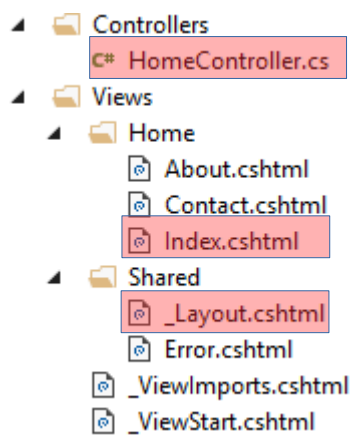 Controllers
C# HomeController.cs
Views
Home
About.cshtml
Contact.cshtml
Index.cshtml
Shared
_Layout.cshtml
Error.cshtml
_ViewImports.cshtml
_ViewStart.cshtml